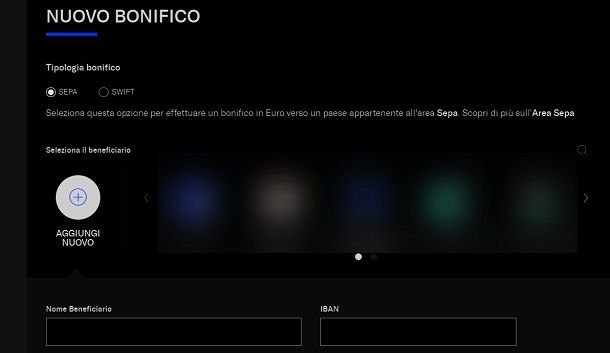 NUOVO BONIFICO
Tipologia bonifico
SEPA SWIFT
Seleziona questa opzione per effettuare un bonifico in Euro verso un paese appartenente all'area Sepa. Scopri di più sull'Area Sepa
Seleziona il beneficiario
AGGIUNGI
NUOVO
Nome Beneficiario IBAN